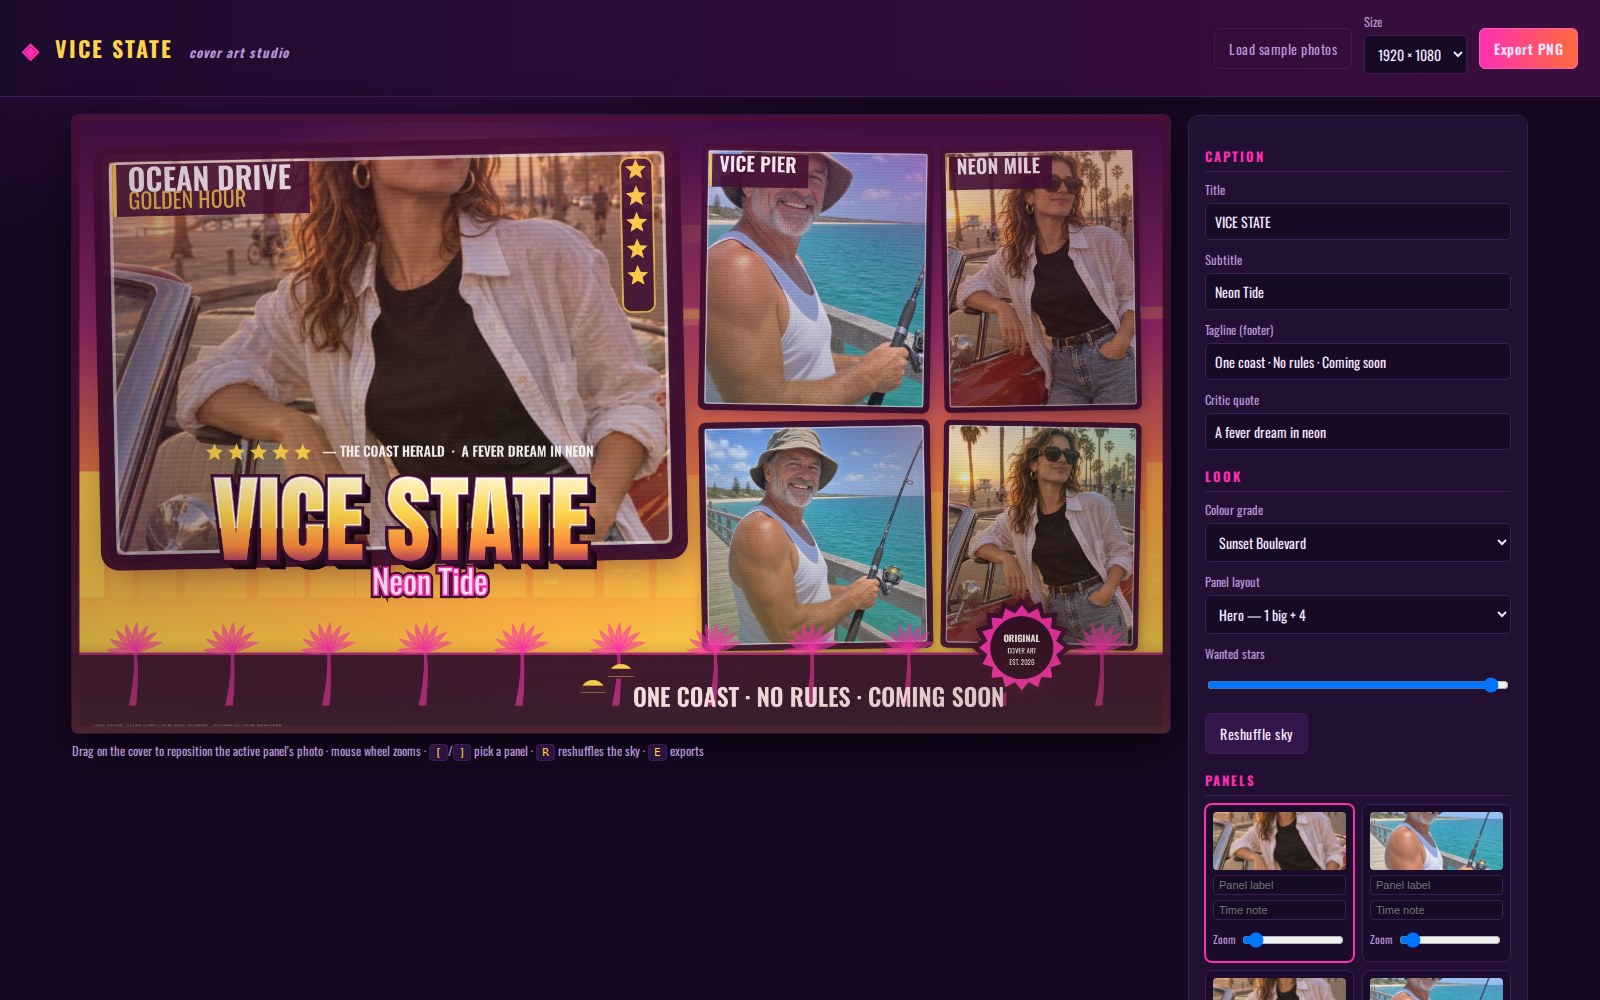 VICE STATE cover art studio
Load sample photos
Size
1920 × 1080
Export PNG
OCEAN DRIVE
GOLDEN HOUR
VICE PIER
NEON MILE
— THE COAST HERALD · A FEVER DREAM IN NEON
VICE STATE
Neon Tide
ORIGINAL
COVER ART
EST. 2026
ONE COAST · NO RULES · COMING SOON
Drag on the cover to reposition the active panel's photo · mouse wheel zooms · [ / ] pick a panel · R reshuffles the sky · E exports
CAPTION
Title
VICE STATE
Subtitle
Neon Tide
Tagline (footer)
One coast · No rules · Coming soon
Critic quote
A fever dream in neon
LOOK
Colour grade
Sunset Boulevard
Panel layout
Hero — 1 big + 4
Wanted stars
Reshuffle sky
PANELS
Panel label
Time note
Zoom
Panel label
Time note
Zoom